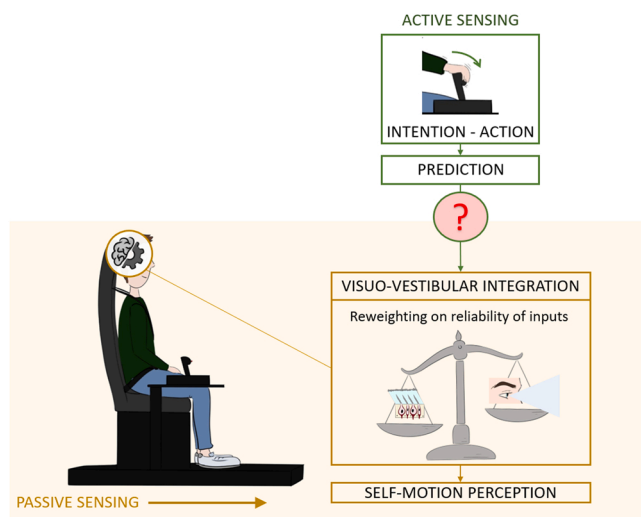 ACTIVE SENSING
INTENTION - ACTION
PREDICTION
?
VISUO-VESTIBULAR INTEGRATION
Reweighting on reliability of inputs
SELF-MOTION PERCEPTION
PASSIVE SENSING